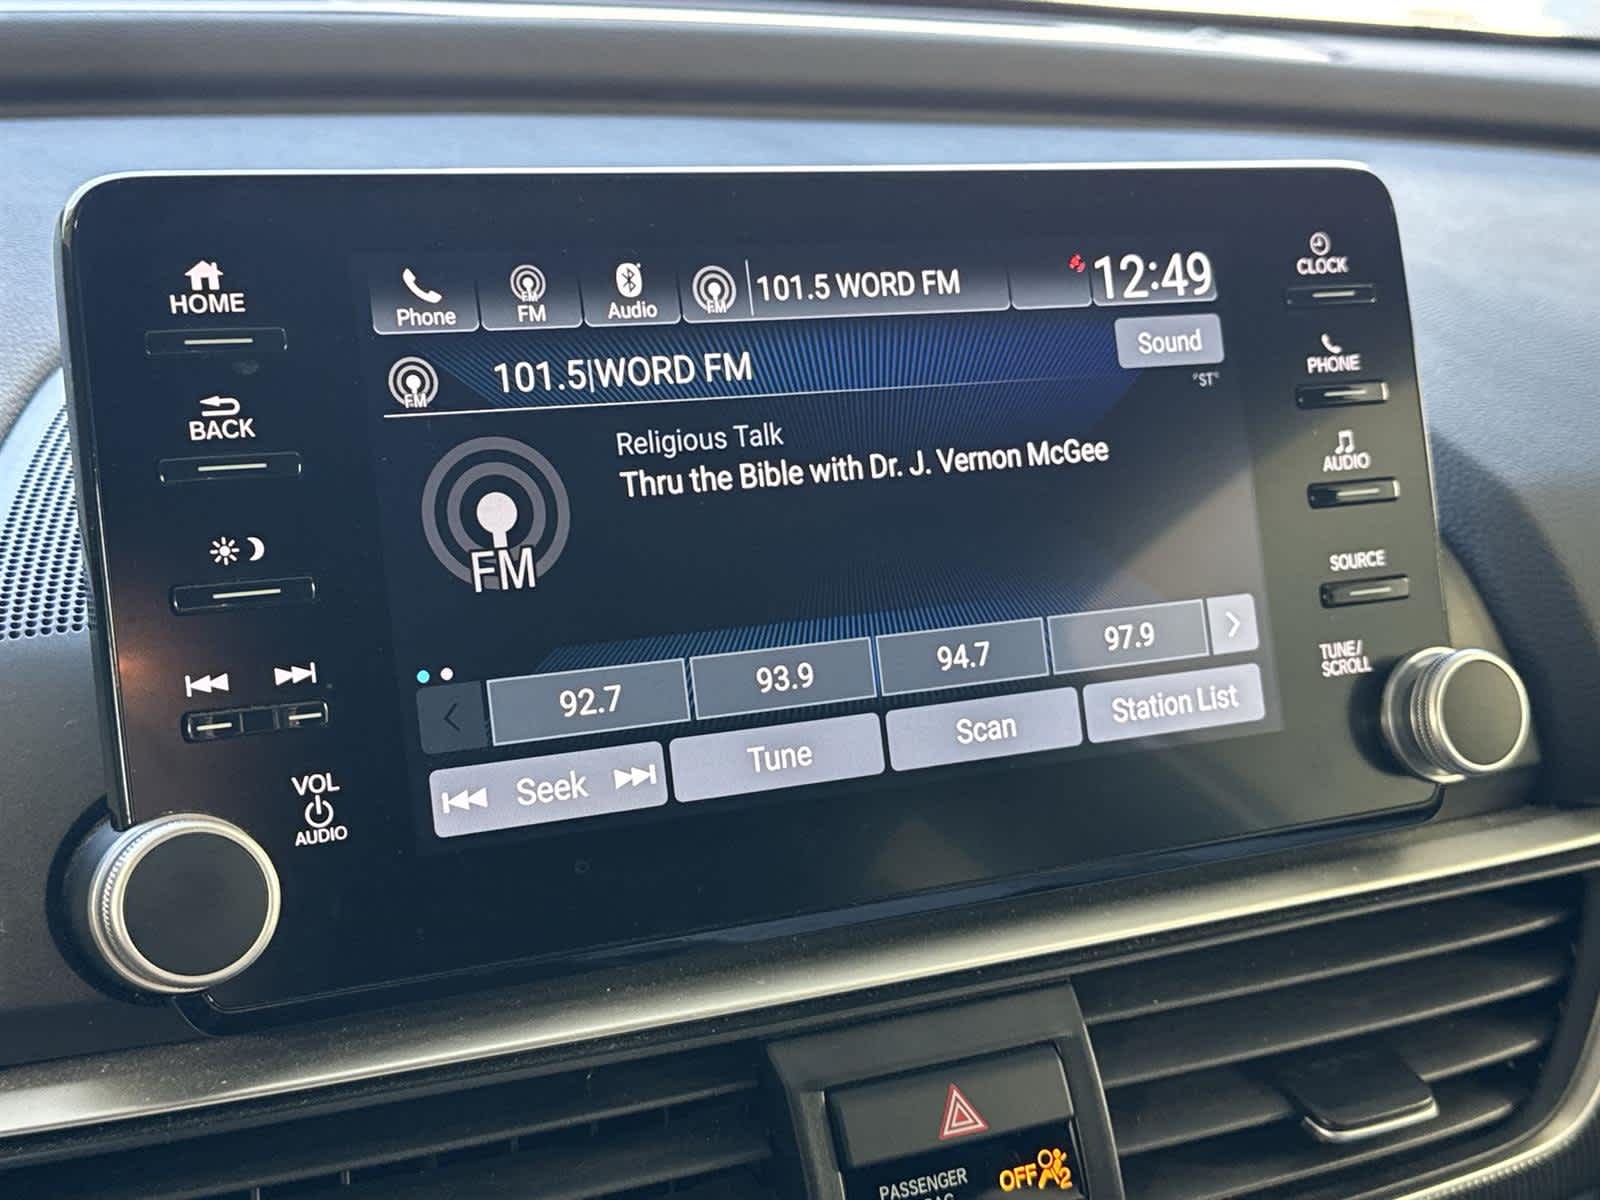 HOME
BACK
VOL
AUDIO
Phone
FM
FM
Audio
FM
101.5 WORD FM
12:49
FM
101.5|WORD FM
Sound
"ST"
Religious Talk
Thru the Bible with Dr. J. Vernon McGee
FM
92.7
93.9
94.7
97.9
Seek
Tune
Scan
Station List
CLOCK
PHONE
AUDIO
SOURCE
TUNE/
SCROLL
PASSENGER
OFF 2